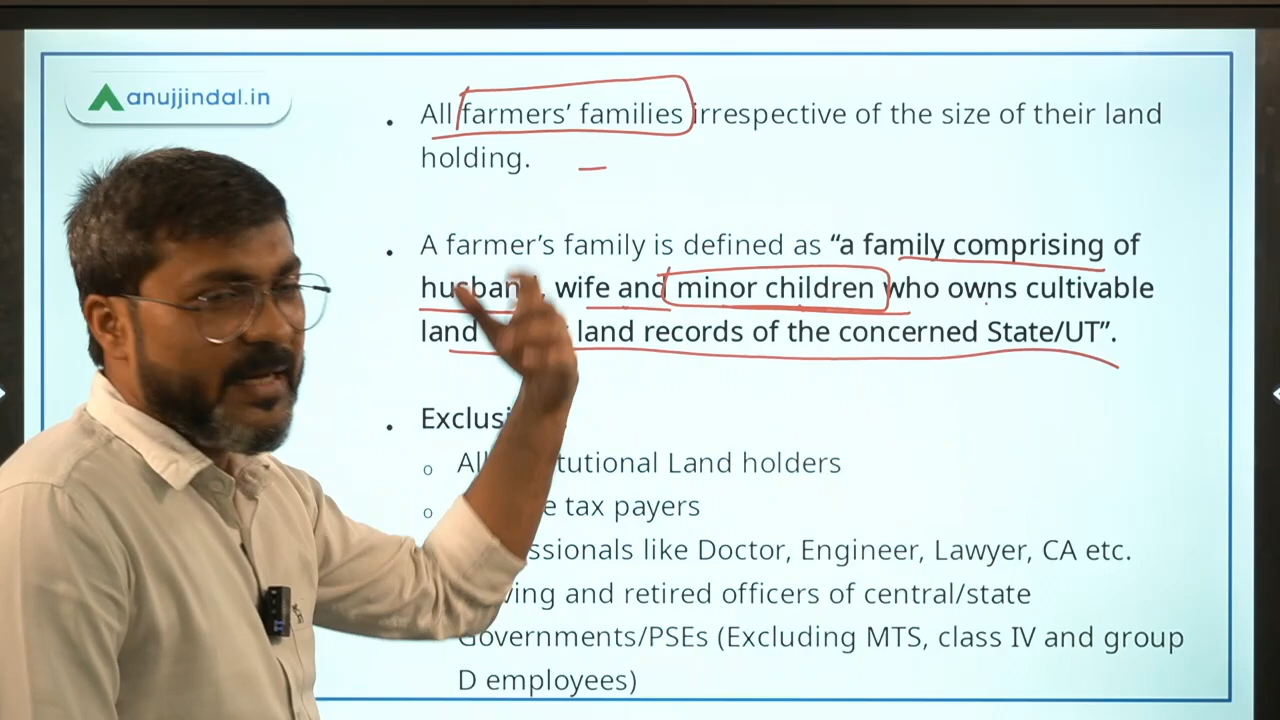 anujjindal.in
All farmers’ families irrespective of the size of their land
holding.
A farmer’s family is defined as “a family comprising of
wife and minor children who owns cultivable
land land records of the concerned State/UT”.
Land holders
tax payers
like Doctor, Engineer, Lawyer, CA etc.
and retired officers of central/state
Governments/PSEs (Excluding MTS, class IV and group
D employees)